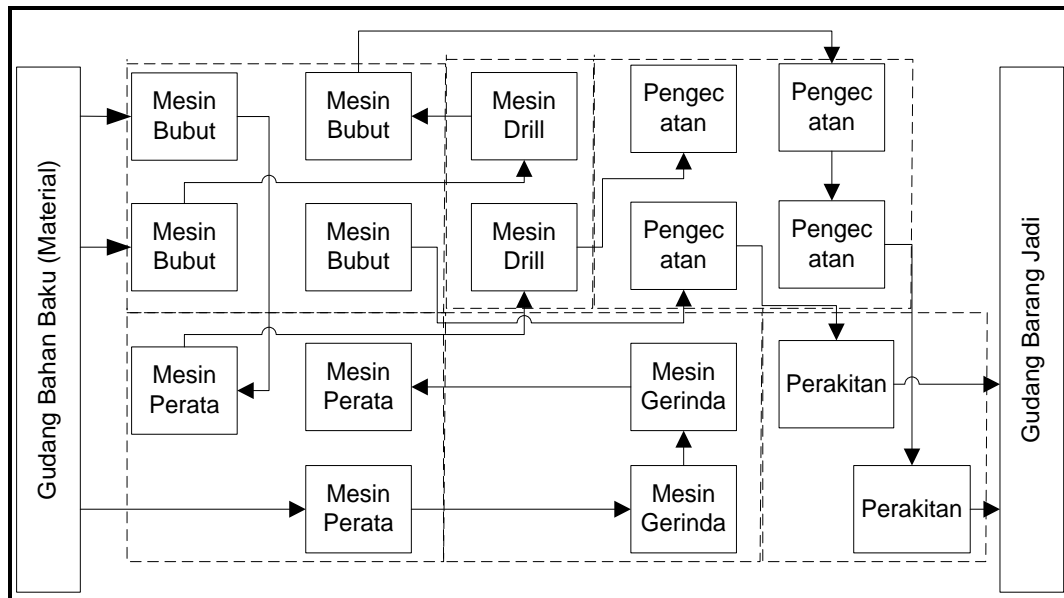 Gudang Bahan Baku (Material)
Mesin
Bubut
Mesin
Bubut
Mesin
Drill
Pengec
atan
Pengec
atan
Mesin
Bubut
Mesin
Bubut
Mesin
Drill
Pengec
atan
Pengec
atan
Mesin
Perata
Mesin
Perata
Mesin
Gerinda
Perakitan
Mesin
Perata
Mesin
Gerinda
Perakitan
Gudang Barang Jadi